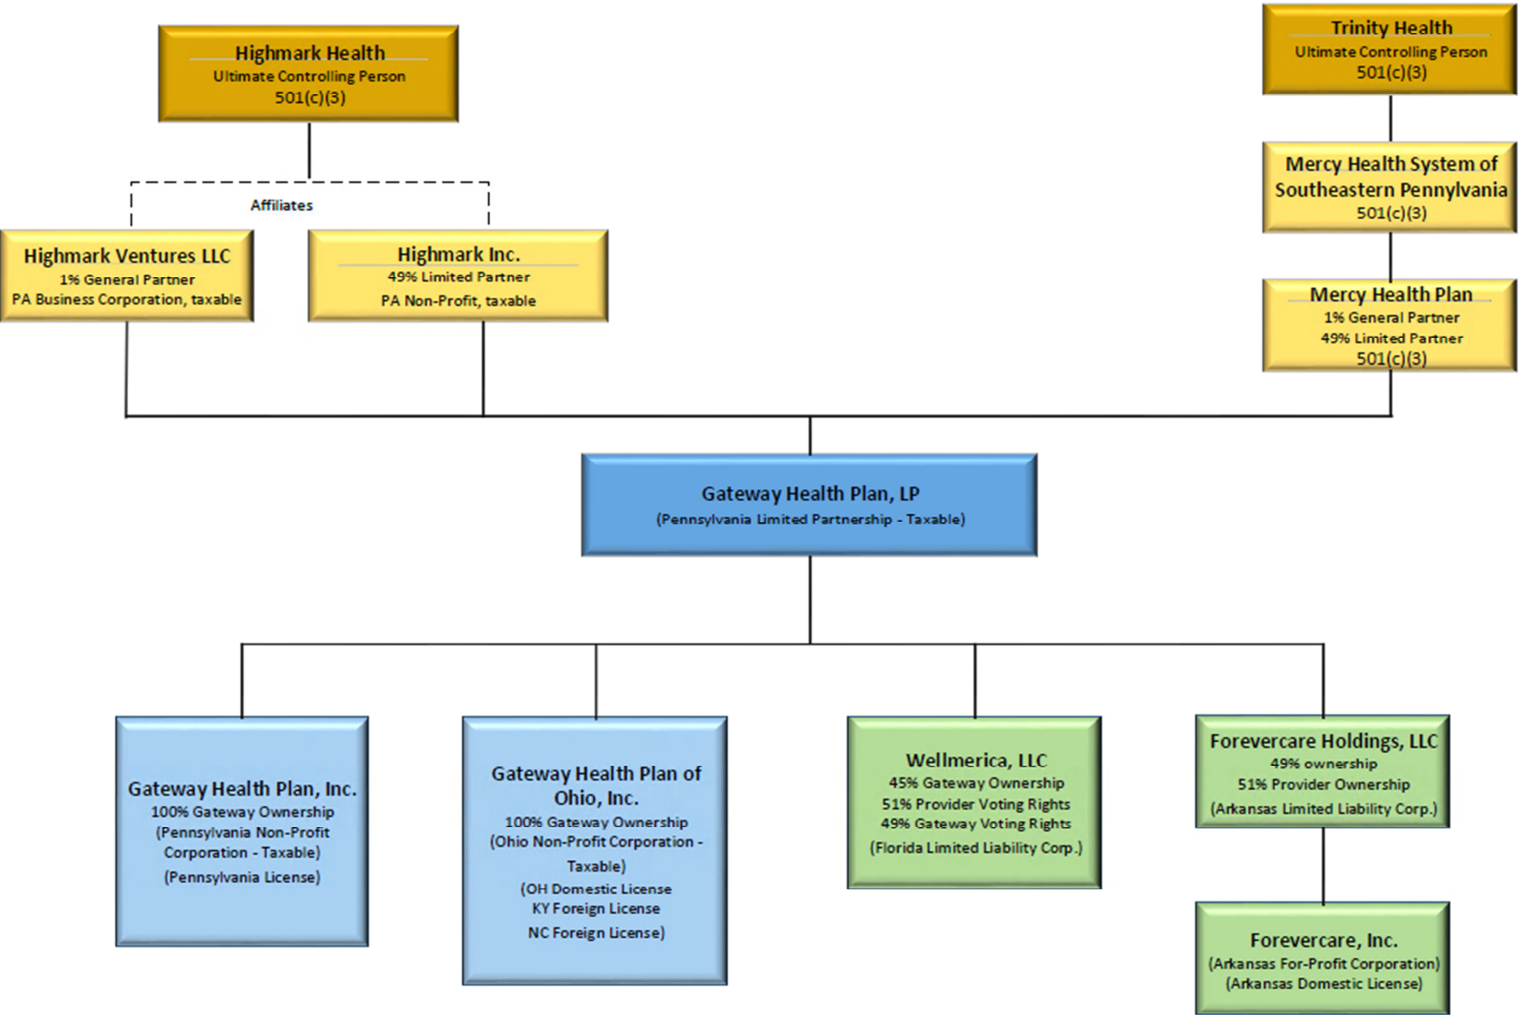 Highmark Health
Ultimate Controlling Person
501(c)(3)
Trinity Health
Ultimate Controlling Person
501(c)(3)
Mercy Health System of
Southeastern Pennylvania
501(c)(3)
Affiliates
Highmark Ventures LLC
1% General Partner
PA Business Corporation, taxable
Highmark Inc.
49% Limited Partner
PA Non-Profit, taxable
Mercy Health Plan
1% General Partner
49% Limited Partner
501(c)(3)
Gateway Health Plan, LP
(Pennsylvania Limited Partnership - Taxable)
Gateway Health Plan, Inc.
100% Gateway Ownership
(Pennsylvania Non-Profit
Corporation - Taxable)
(Pennsylvania License)
Gateway Health Plan of
Ohio, Inc.
100% Gateway Ownership
(Ohio Non-Profit Corporation -
Taxable)
(OH Domestic License
KY Foreign License
NC Foreign License)
Wellmerica, LLC
45% Gateway Ownership
51% Provider Voting Rights
49% Gateway Voting Rights
(Florida Limited Liability Corp.)
Forevercare Holdings, LLC
49% ownership
51% Provider Ownership
(Arkansas Limited Liability Corp.)
Forevercare, Inc.
(Arkansas For-Profit Corporation)
(Arkansas Domestic License)